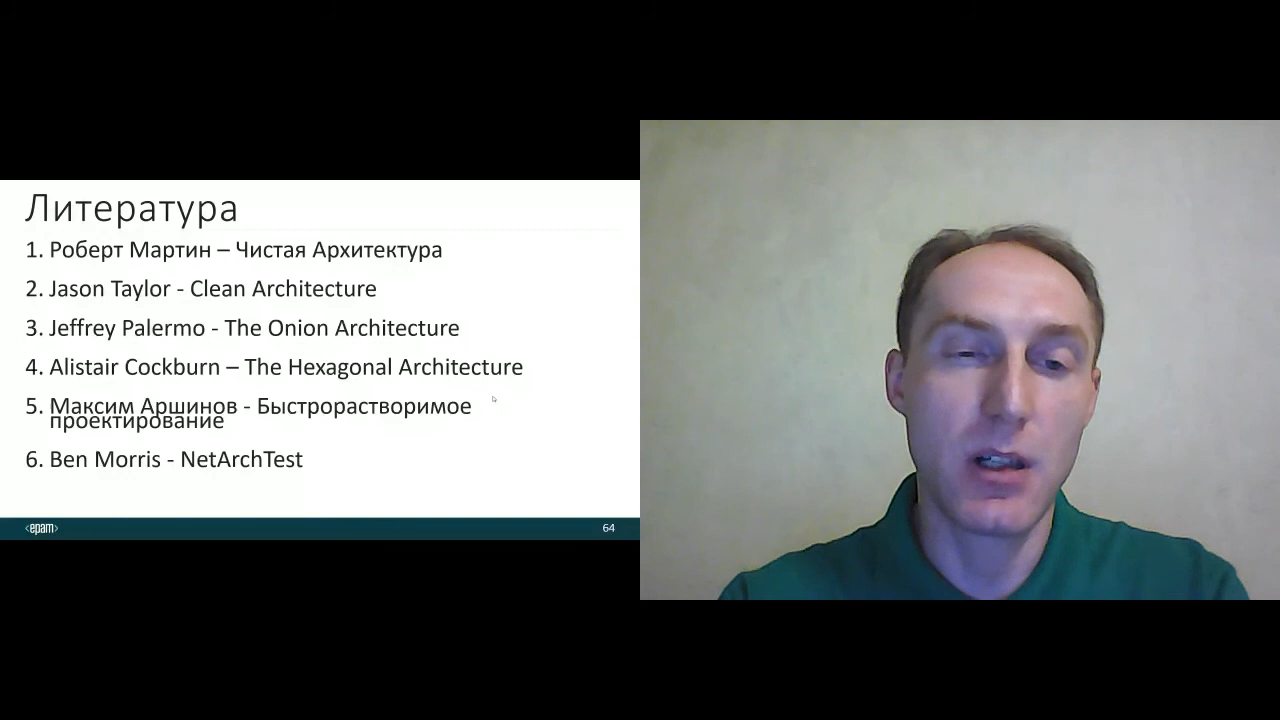 Литература
1. Роберт Мартин – Чистая Архитектура
2. Jason Taylor - Clean Architecture
3. Jeffrey Palermo - The Onion Architecture
4. Alistair Cockburn – The Hexagonal Architecture
5. Максим Аршинов - Быстрорастворимое
проектирование
6. Ben Morris - NetArchTest
<epam>
64